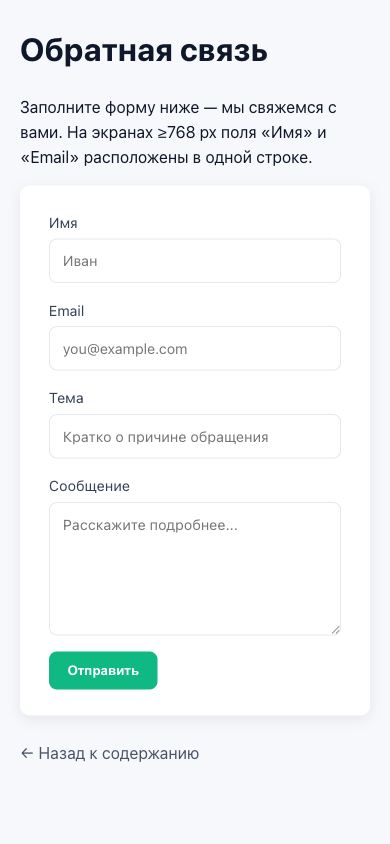 Обратная связь
Заполните форму ниже — мы свяжемся с
вами. На экранах ≥768 px поля «Имя» и
«Email» расположены в одной строке.
Имя
Иван
Email
you@example.com
Тема
Кратко о причине обращения
Сообщение
Расскажите подробнее...
Отправить
← Назад к содержанию